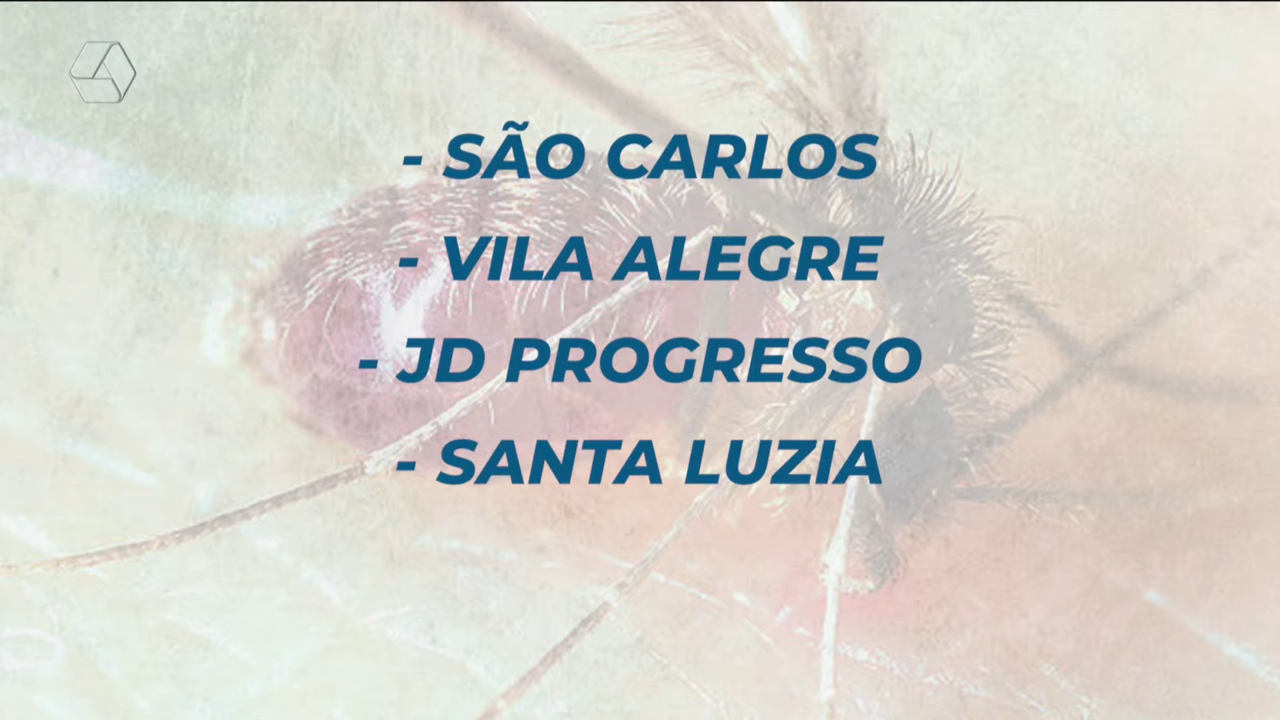 - SÃO CARLOS
- VILA ALEGRE
- JD PROGRESSO
- SANTA LUZIA